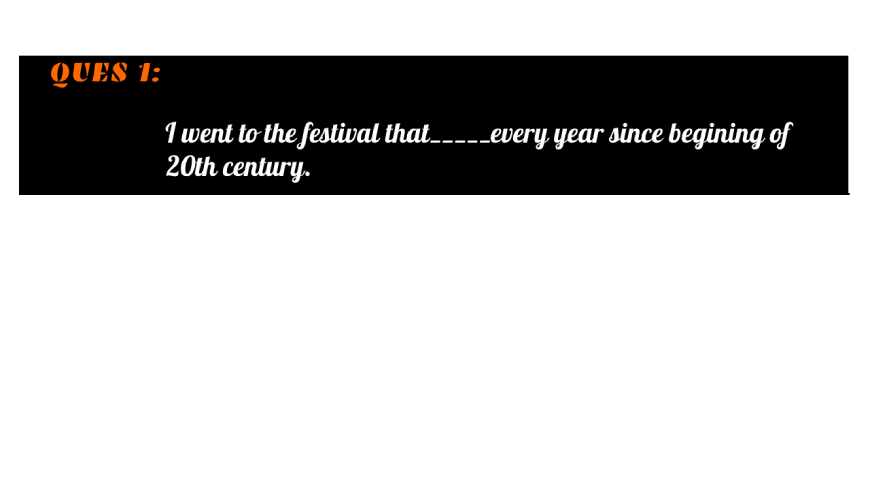 QUES 1:
I went to the festival that_____every year since begining of
20th century.